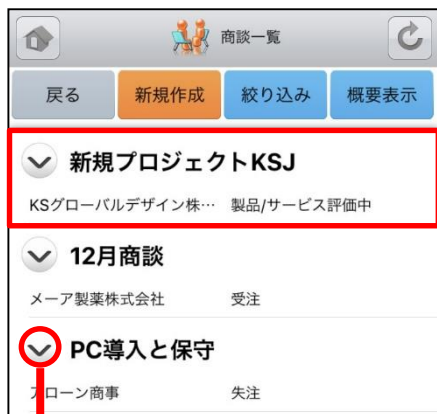 商談一覧
戻る 新規作成 絞り込み 概要表示
新規プロジェクトKSJ
KSグローバルデザイン株… 製品/サービス評価中
12月商談
メーア製薬株式会社 受注
PC導入と保守
ローン商事 失注